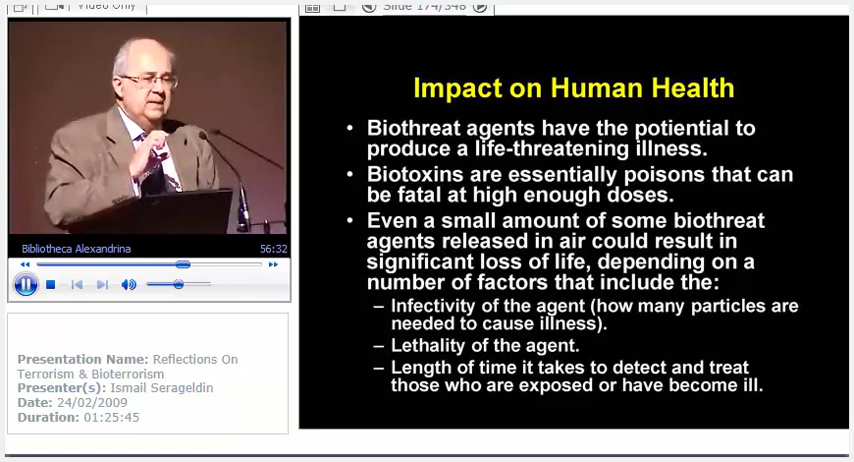 Video Only
Slide 174/348
Impact on Human Health
• Biothreat agents have the potiential to
produce a life-threatening illness.
• Biotoxins are essentially poisons that can
be fatal at high enough doses.
• Even a small amount of some biothreat
agents released in air could result in
significant loss of life, depending on a
number of factors that include the:
– Infectivity of the agent (how many particles are
needed to cause illness).
– Lethality of the agent.
– Length of time it takes to detect and treat
those who are exposed or have become ill.
Bibliotheca Alexandrina 56:32
Presentation Name: Reflections On
Terrorism & Bioterrorism
Presenter(s): Ismail Serageldin
Date: 24/02/2009
Duration: 01:25:45